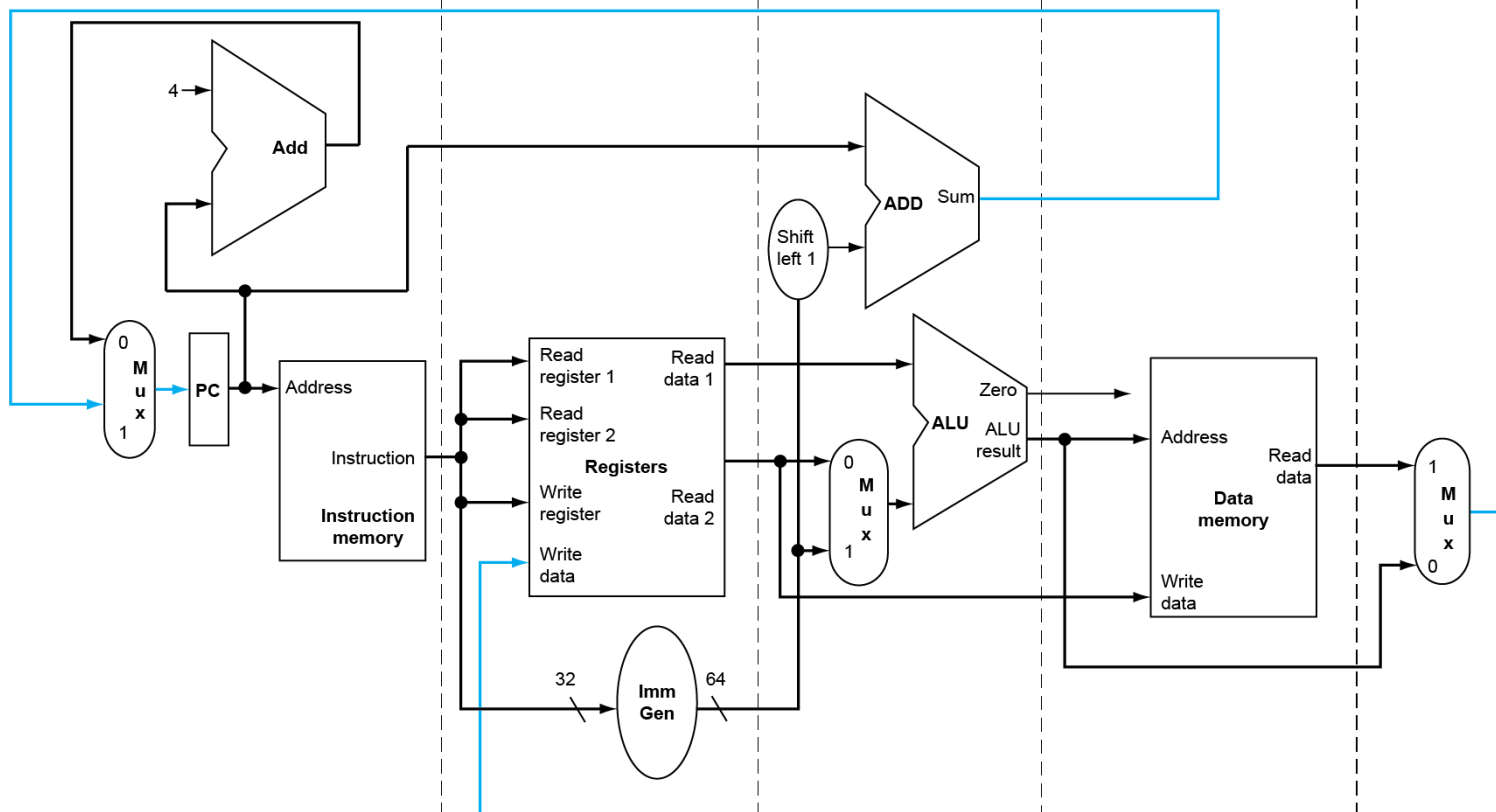 4
Add
ADD
Sum
Shift
left 1
0
M
u
x
1
PC
Address
Instruction
Instruction
memory
Read
register 1
Read
register 2
Write
register
Write
data
Read
data 1
Registers
Read
data 2
32
Imm
Gen
64
0
M
u
x
1
Zero
ALU
ALU
result
Address
Read
data
Data
memory
Write
data
1
M
u
x
0